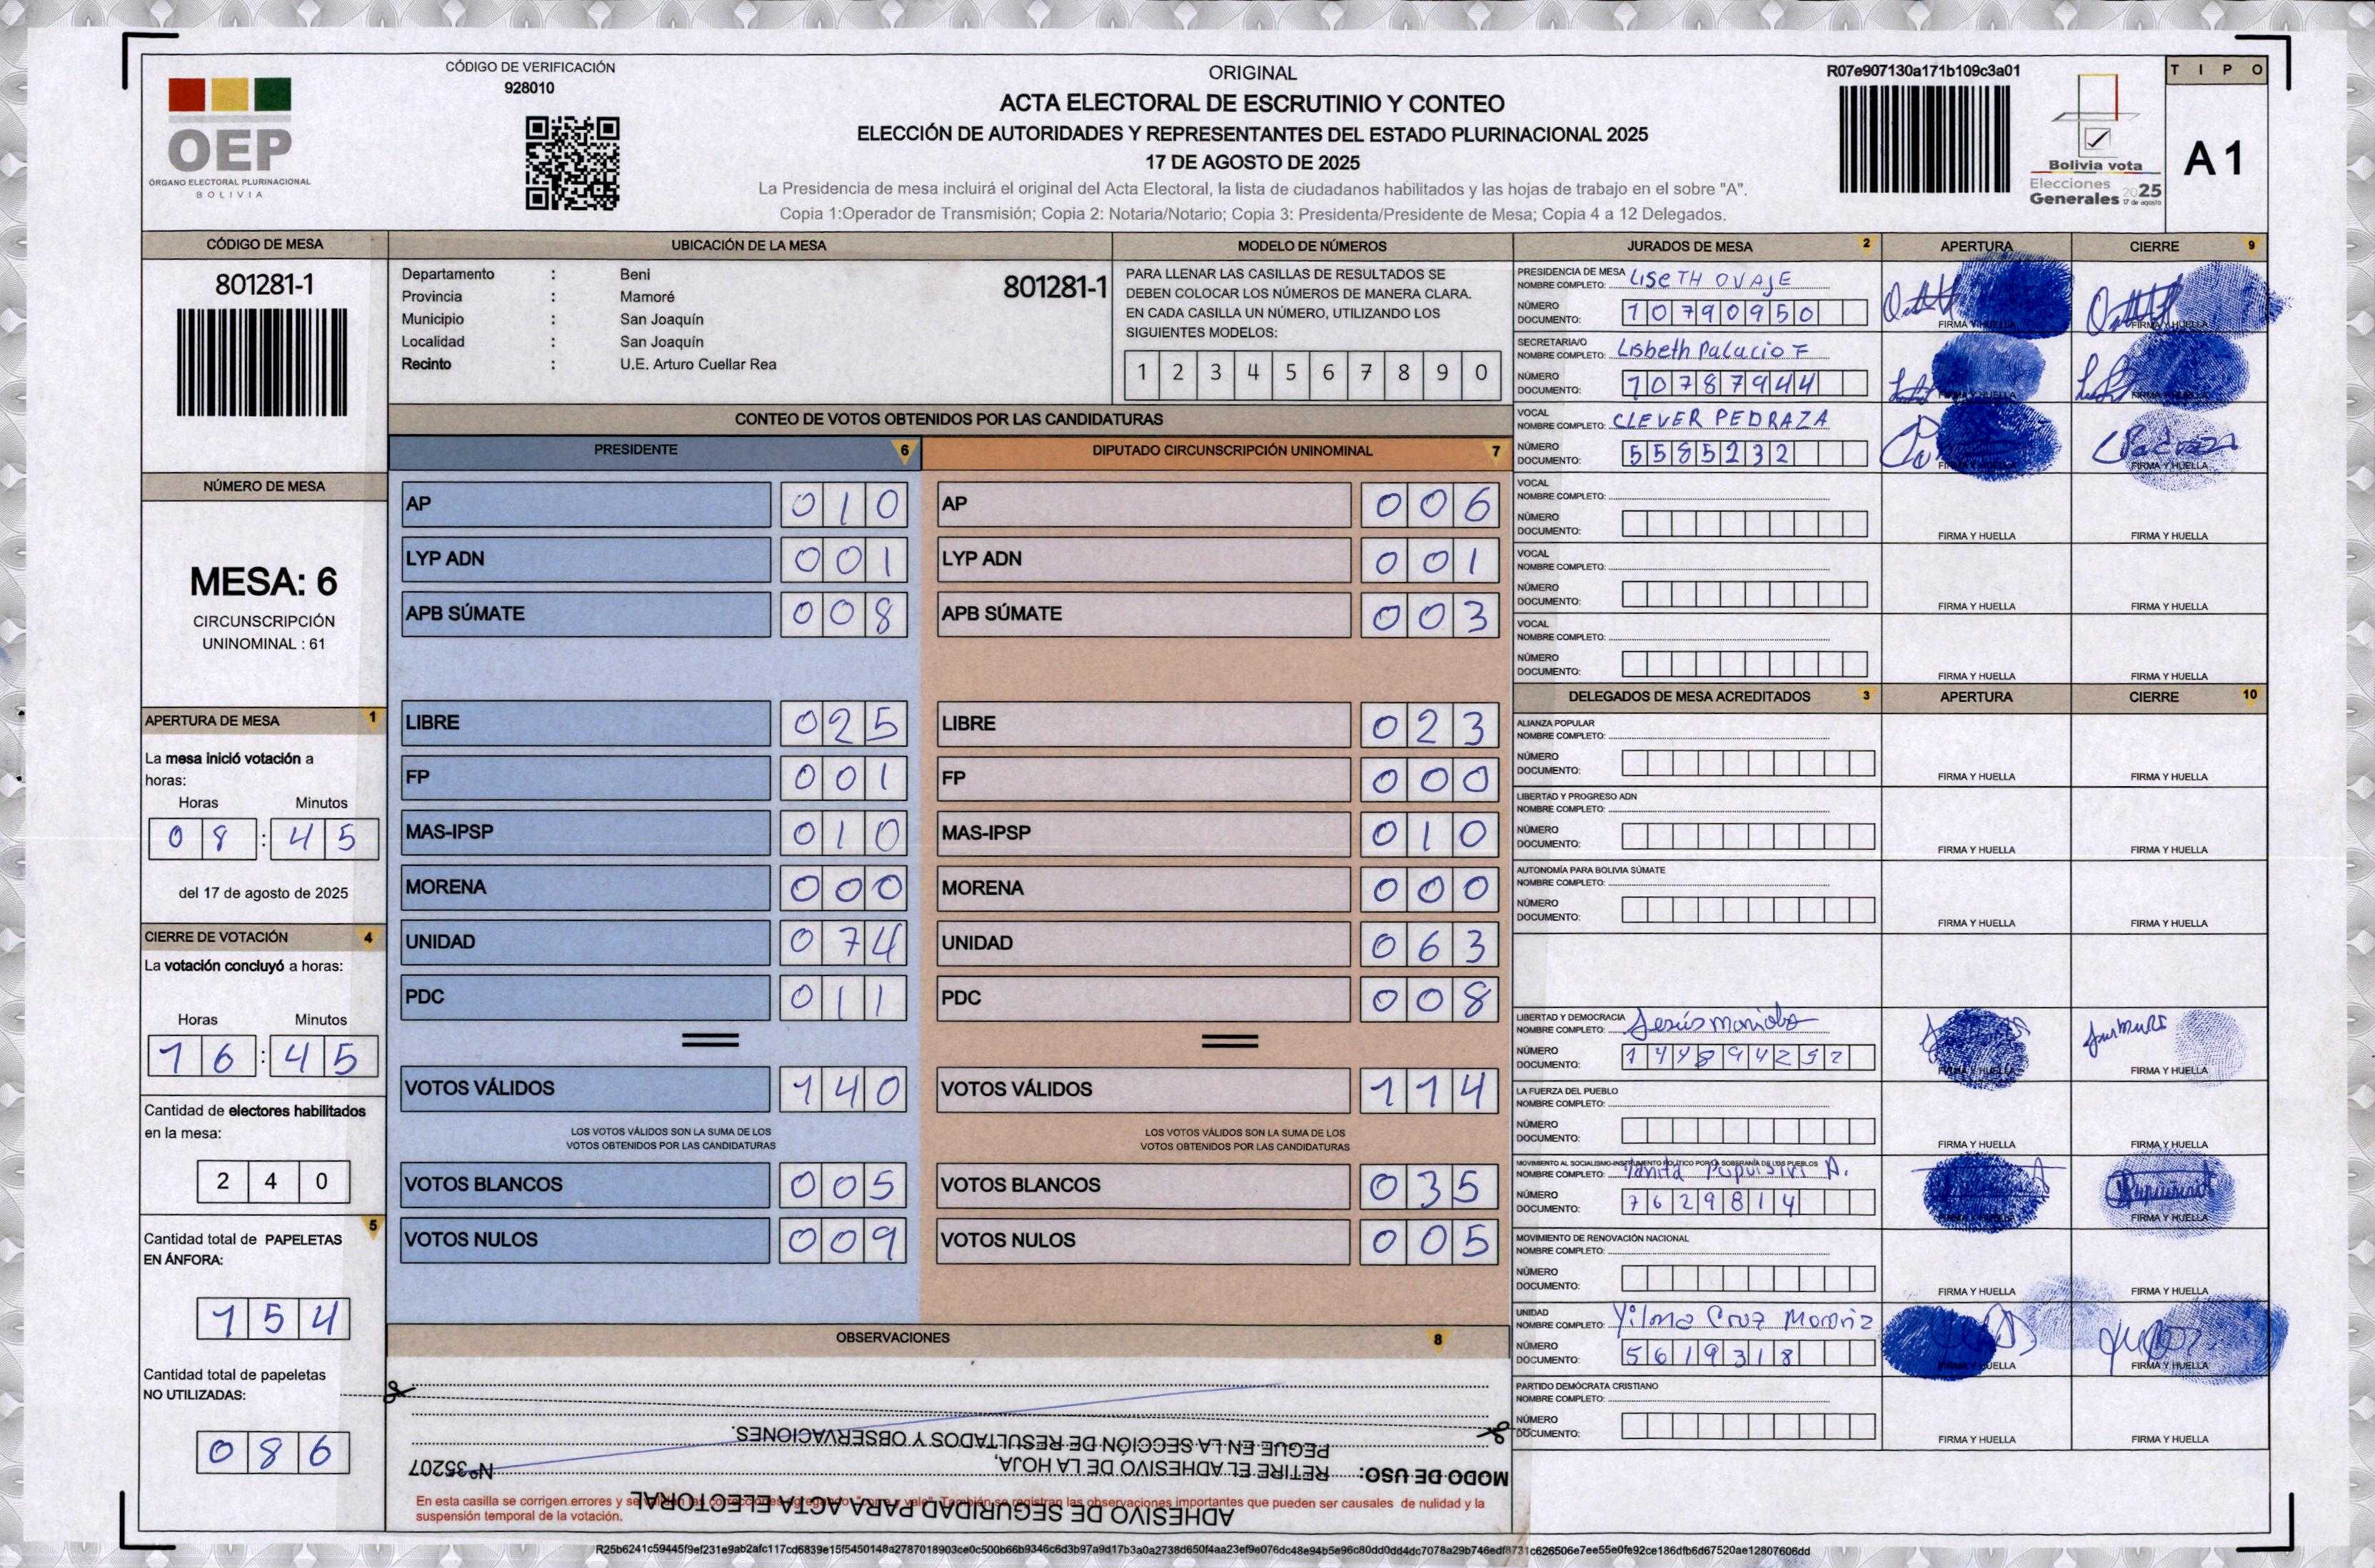 CÓDIGO DE VERIFICACIÓN
928010
OEP
ÓRGANO ELECTORAL PLURINACIONAL
BOLIVIA
ORIGINAL
ACTA ELECTORAL DE ESCRUTINIO Y CONTEO
ELECCIÓN DE AUTORIDADES Y REPRESENTANTES DEL ESTADO PLURINACIONAL 2025
17 DE AGOSTO DE 2025
La Presidencia de mesa incluirá el original del Acta Electoral, la lista de ciudadanos habilitados y las hojas de trabajo en el sobre "A".
Copia 1:Operador de Transmisión; Copia 2: Notaria/Notario; Copia 3: Presidenta/Presidente de Mesa; Copia 4 a 12 Delegados.
R07e907130a171b109c3a01
Bolivia vota
Elecciones
Generales 2025
17 de agosto
TIPO
A 1
CÓDIGO DE MESA
801281-1
NÚMERO DE MESA
MESA: 6
CIRCUNSCRIPCIÓN
UNINOMINAL : 61
APERTURA DE MESA 1
La mesa inició votación a
horas:
Horas Minutos
08 : 45
del 17 de agosto de 2025
CIERRE DE VOTACIÓN 4
La votación concluyó a horas:
Horas Minutos
16 : 45
Cantidad de electores habilitados
en la mesa:
2 4 0
5
Cantidad total de PAPELETAS
EN ÁNFORA:
1 5 4
Cantidad total de papeletas
NO UTILIZADAS:
0 8 6
UBICACIÓN DE LA MESA
Departamento : Beni
801281-1
Provincia : Mamoré
Municipio : San Joaquín
Localidad : San Joaquín
Recinto : U.E. Arturo Cuellar Rea
MODELO DE NÚMEROS
PARA LLENAR LAS CASILLAS DE RESULTADOS SE
DEBEN COLOCAR LOS NÚMEROS DE MANERA CLARA.
EN CADA CASILLA UN NÚMERO, UTILIZANDO LOS
SIGUIENTES MODELOS:
1 2 3 4 5 6 7 8 9 0
CONTEO DE VOTOS OBTENIDOS POR LAS CANDIDATURAS
PRESIDENTE 6
AP 010
LYP ADN 001
APB SÚMATE 008
LIBRE 025
FP 001
MAS-IPSP 010
MORENA 000
UNIDAD 074
PDC 011
=
VOTOS VÁLIDOS 140
LOS VOTOS VÁLIDOS SON LA SUMA DE LOS
VOTOS OBTENIDOS POR LAS CANDIDATURAS
VOTOS BLANCOS 005
VOTOS NULOS 009
DIPUTADO CIRCUNSCRIPCIÓN UNINOMINAL 7
AP 006
LYP ADN 001
APB SÚMATE 003
LIBRE 023
FP 000
MAS-IPSP 010
MORENA 000
UNIDAD 063
PDC 008
=
VOTOS VÁLIDOS 114
LOS VOTOS VÁLIDOS SON LA SUMA DE LOS
VOTOS OBTENIDOS POR LAS CANDIDATURAS
VOTOS BLANCOS 035
VOTOS NULOS 005
OBSERVACIONES 8
ADHESIVO DE SEGURIDAD PARA ACTA ELECTORAL
MODO DE USO: RETIRE EL ADHESIVO DE LA HOJA,
PEGUE EN LA SECCIÓN DE RESULTADOS Y OBSERVACIONES.
Nº 35207
En esta casilla se corrigen errores y se validan las correcciones agregando "corre y vale". También se registran las observaciones importantes que pueden ser causales de nulidad y la
suspensión temporal de la votación.
JURADOS DE MESA 2 APERTURA CIERRE 9
PRESIDENCIA DE MESA
NOMBRE COMPLETO: LISETH OVAJE
NÚMERO
DOCUMENTO: 10790950
FIRMA Y HUELLA FIRMA Y HUELLA
SECRETARIA/O
NOMBRE COMPLETO: Lisbeth Palacio F
NÚMERO
DOCUMENTO: 10787944
FIRMA Y HUELLA FIRMA Y HUELLA
VOCAL
NOMBRE COMPLETO: CLEVER PEDRAZA
NÚMERO
DOCUMENTO: 5585232
FIRMA Y HUELLA FIRMA Y HUELLA
VOCAL
NOMBRE COMPLETO:
NÚMERO
DOCUMENTO:
FIRMA Y HUELLA FIRMA Y HUELLA
VOCAL
NOMBRE COMPLETO:
NÚMERO
DOCUMENTO:
FIRMA Y HUELLA FIRMA Y HUELLA
VOCAL
NOMBRE COMPLETO:
NÚMERO
DOCUMENTO:
FIRMA Y HUELLA FIRMA Y HUELLA
DELEGADOS DE MESA ACREDITADOS 3 APERTURA CIERRE 10
ALIANZA POPULAR
NOMBRE COMPLETO:
NÚMERO
DOCUMENTO:
FIRMA Y HUELLA FIRMA Y HUELLA
LIBERTAD Y PROGRESO ADN
NOMBRE COMPLETO:
NÚMERO
DOCUMENTO:
FIRMA Y HUELLA FIRMA Y HUELLA
AUTONOMÍA PARA BOLIVIA SÚMATE
NOMBRE COMPLETO:
NÚMERO
DOCUMENTO:
FIRMA Y HUELLA FIRMA Y HUELLA
LIBERTAD Y DEMOCRACIA
NOMBRE COMPLETO: Jesús
NÚMERO
DOCUMENTO:
FIRMA Y HUELLA FIRMA Y HUELLA
LA FUERZA DEL PUEBLO
NOMBRE COMPLETO:
NÚMERO
DOCUMENTO:
FIRMA Y HUELLA FIRMA Y HUELLA
MOVIMIENTO AL SOCIALISMO-INSTRUMENTO POLÍTICO POR LA SOBERANÍA DE LOS PUEBLOS
NOMBRE COMPLETO: A.
NÚMERO
DOCUMENTO: 7629814
FIRMA Y HUELLA FIRMA Y HUELLA
MOVIMIENTO DE RENOVACIÓN NACIONAL
NOMBRE COMPLETO:
NÚMERO
DOCUMENTO:
FIRMA Y HUELLA FIRMA Y HUELLA
UNIDAD
NOMBRE COMPLETO: Yilma Cruz
NÚMERO
DOCUMENTO: 5619318
FIRMA Y HUELLA FIRMA Y HUELLA
PARTIDO DEMÓCRATA CRISTIANO
NOMBRE COMPLETO:
NÚMERO
DOCUMENTO:
FIRMA Y HUELLA FIRMA Y HUELLA